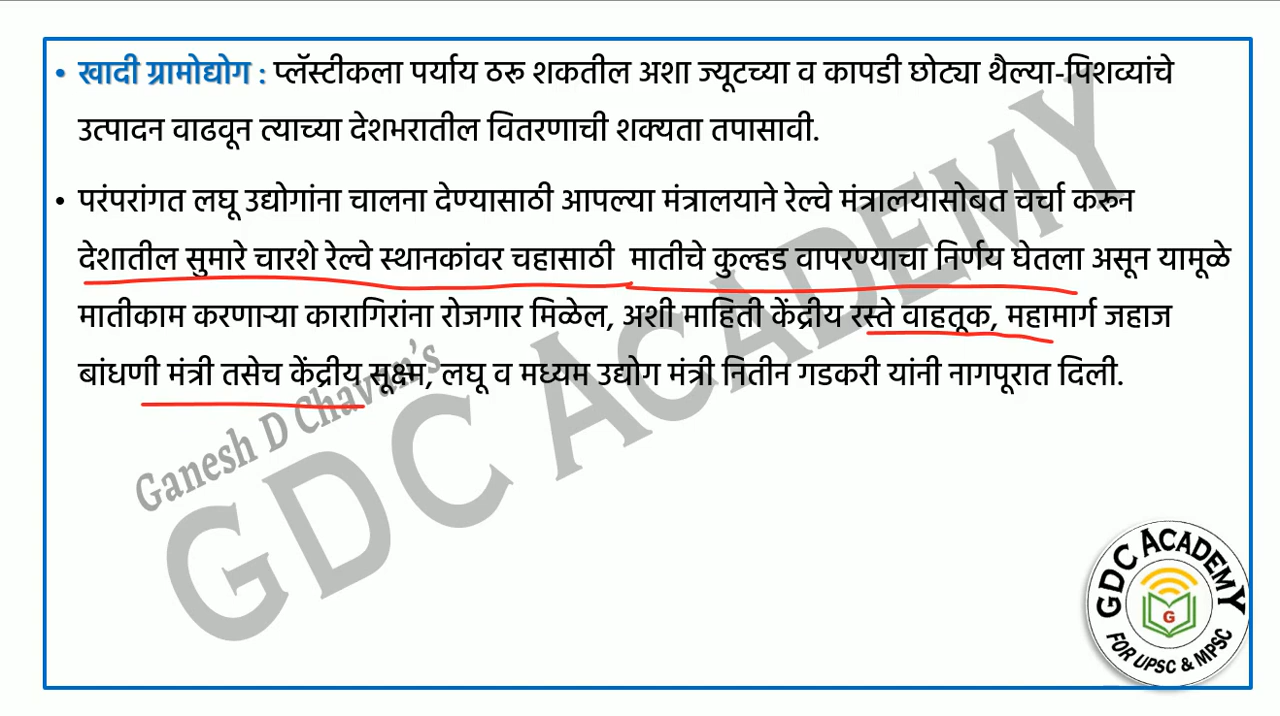 • खादी ग्रामोद्योग : प्लॅस्टीकला पर्याय ठरू शकतील अशा ज्यूटच्या व कापडी छोट्या थैल्या-पिशव्यांचे
उत्पादन वाढवून त्याच्या देशभरातील वितरणाची शक्यता तपासावी.
• परंपरांगत लघू उद्योगांना चालना देण्यासाठी आपल्या मंत्रालयाने रेल्वे मंत्रालयासोबत चर्चा करुन
देशातील सुमारे चारशे रेल्वे स्थानकांवर चहासाठी मातीचे कुल्हड वापरण्याचा निर्णय घेतला असून यामूळे
मातीकाम करणाऱ्या कारागिरांना रोजगार मिळेल, अशी माहिती केंद्रीय रस्ते वाहतूक, महामार्ग जहाज
बांधणी मंत्री तसेच केंद्रीय सूक्ष्म, लघू व मध्यम उद्योग मंत्री नितीन गडकरी यांनी नागपूरात दिली.
Ganesh D Chavan's
GDC ACADEMY
GDC ACADEMY
G
FOR UPSC & MPSC